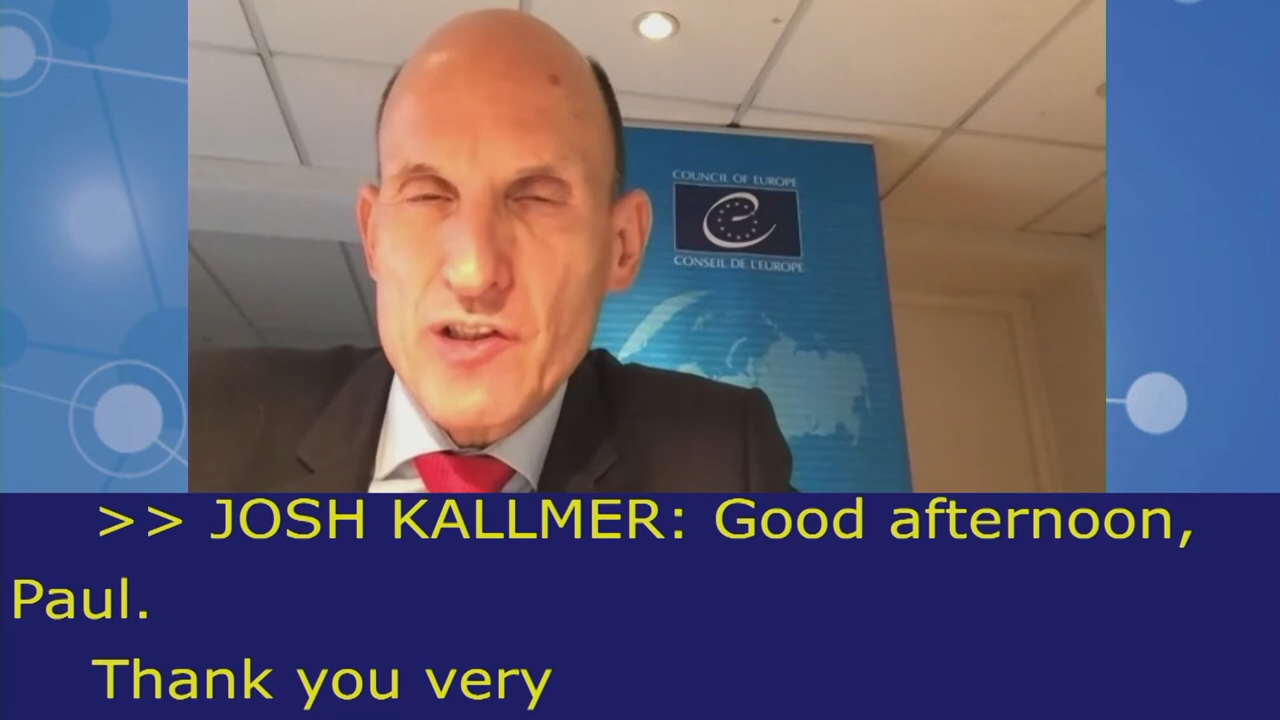 COUNCIL OF EUROPE
CONSEIL DE L'EUROPE
>> JOSH KALLMER: Good afternoon,
Paul.
Thank you very